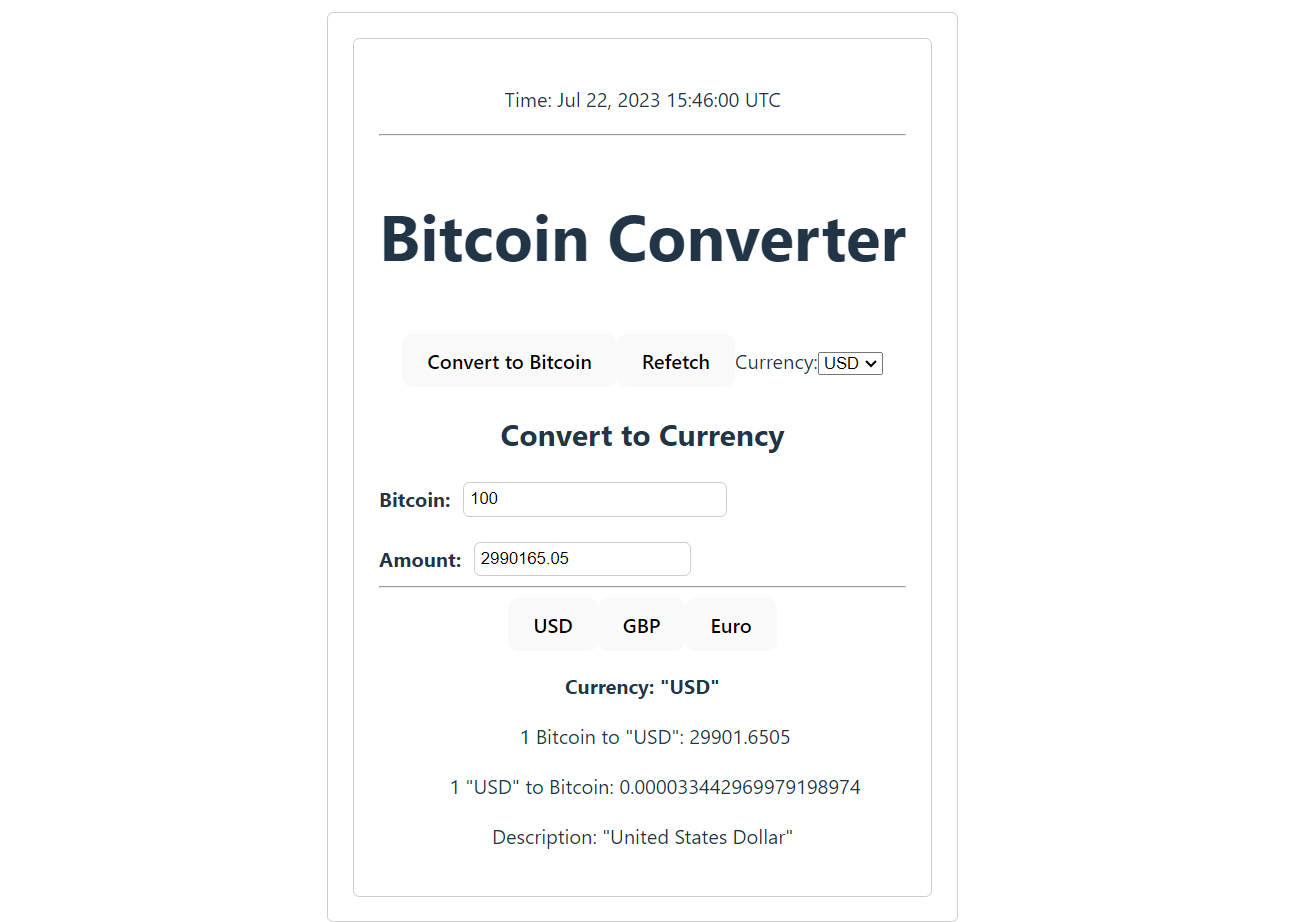 Time: Jul 22, 2023 15:46:00 UTC
Bitcoin Converter
Convert to Bitcoin Refetch Currency: USD
Convert to Currency
Bitcoin: 100
Amount: 2990165.05
USD GBP Euro
Currency: "USD"
1 Bitcoin to "USD": 29901.6505
1 "USD" to Bitcoin: 0.000033442969979198974
Description: "United States Dollar"